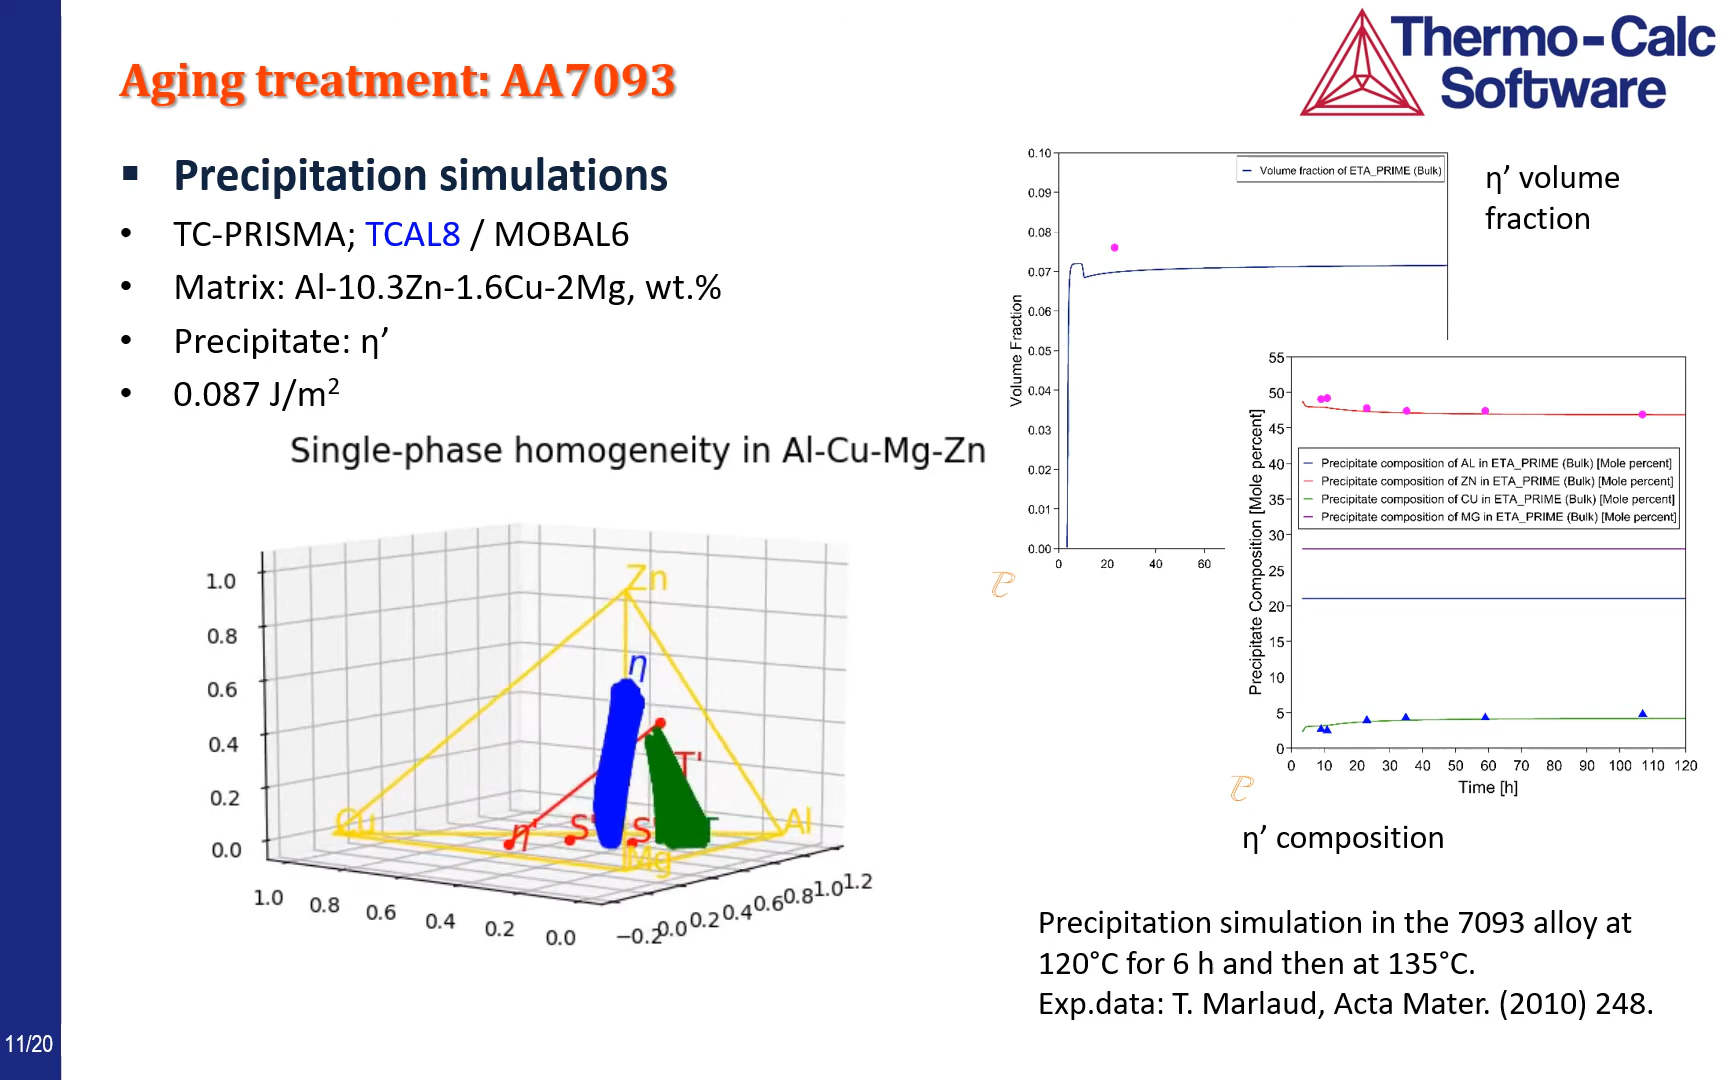 Thermo-Calc
Software
Aging treatment: AA7093
▪ Precipitation simulations
• TC-PRISMA; TCAL8 / MOBAL6
• Matrix: Al-10.3Zn-1.6Cu-2Mg, wt.%
• Precipitate: η’
• 0.087 J/m²
Single-phase homogeneity in Al-Cu-Mg-Zn
1.0
0.8
0.6
0.4
0.2
0.0
Zn
η
T'
Cu
η'
S'
S
T
Al
Mg
1.0 0.8 0.6 0.4 0.2 0.0
−0.2 0.0 0.2 0.4 0.6 0.8 1.0 1.2
η’ volume
fraction
Volume fraction of ETA_PRIME (Bulk)
Volume Fraction
0.10
0.09
0.08
0.07
0.06
0.05
0.04
0.03
0.02
0.01
0.00
0 20 40 60
Precipitate Composition [Mole percent]
55
50
45
40
35
30
25
20
15
10
5
0
Precipitate composition of AL in ETA_PRIME (Bulk) [Mole percent]
Precipitate composition of ZN in ETA_PRIME (Bulk) [Mole percent]
Precipitate composition of CU in ETA_PRIME (Bulk) [Mole percent]
Precipitate composition of MG in ETA_PRIME (Bulk) [Mole percent]
0 10 20 30 40 50 60 70 80 90 100 110 120
Time [h]
η’ composition
Precipitation simulation in the 7093 alloy at
120°C for 6 h and then at 135°C.
Exp.data: T. Marlaud, Acta Mater. (2010) 248.
11/20